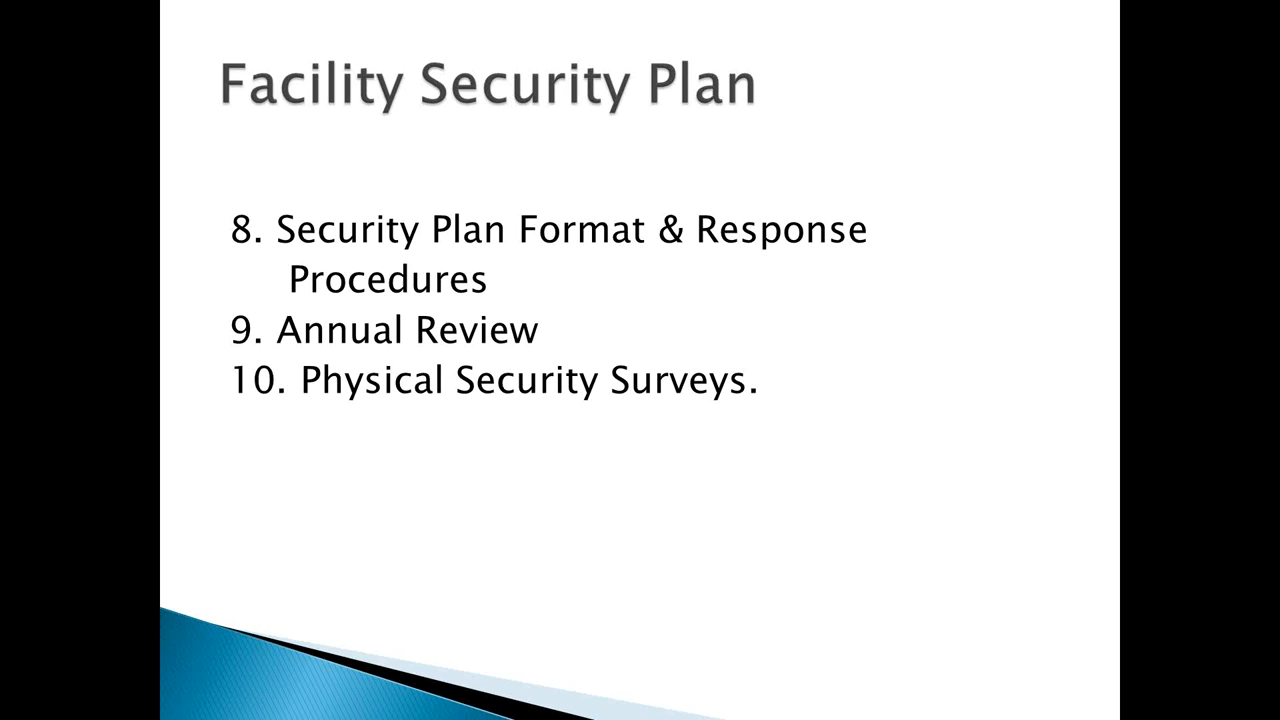 Facility Security Plan
8. Security Plan Format & Response
Procedures
9. Annual Review
10. Physical Security Surveys.